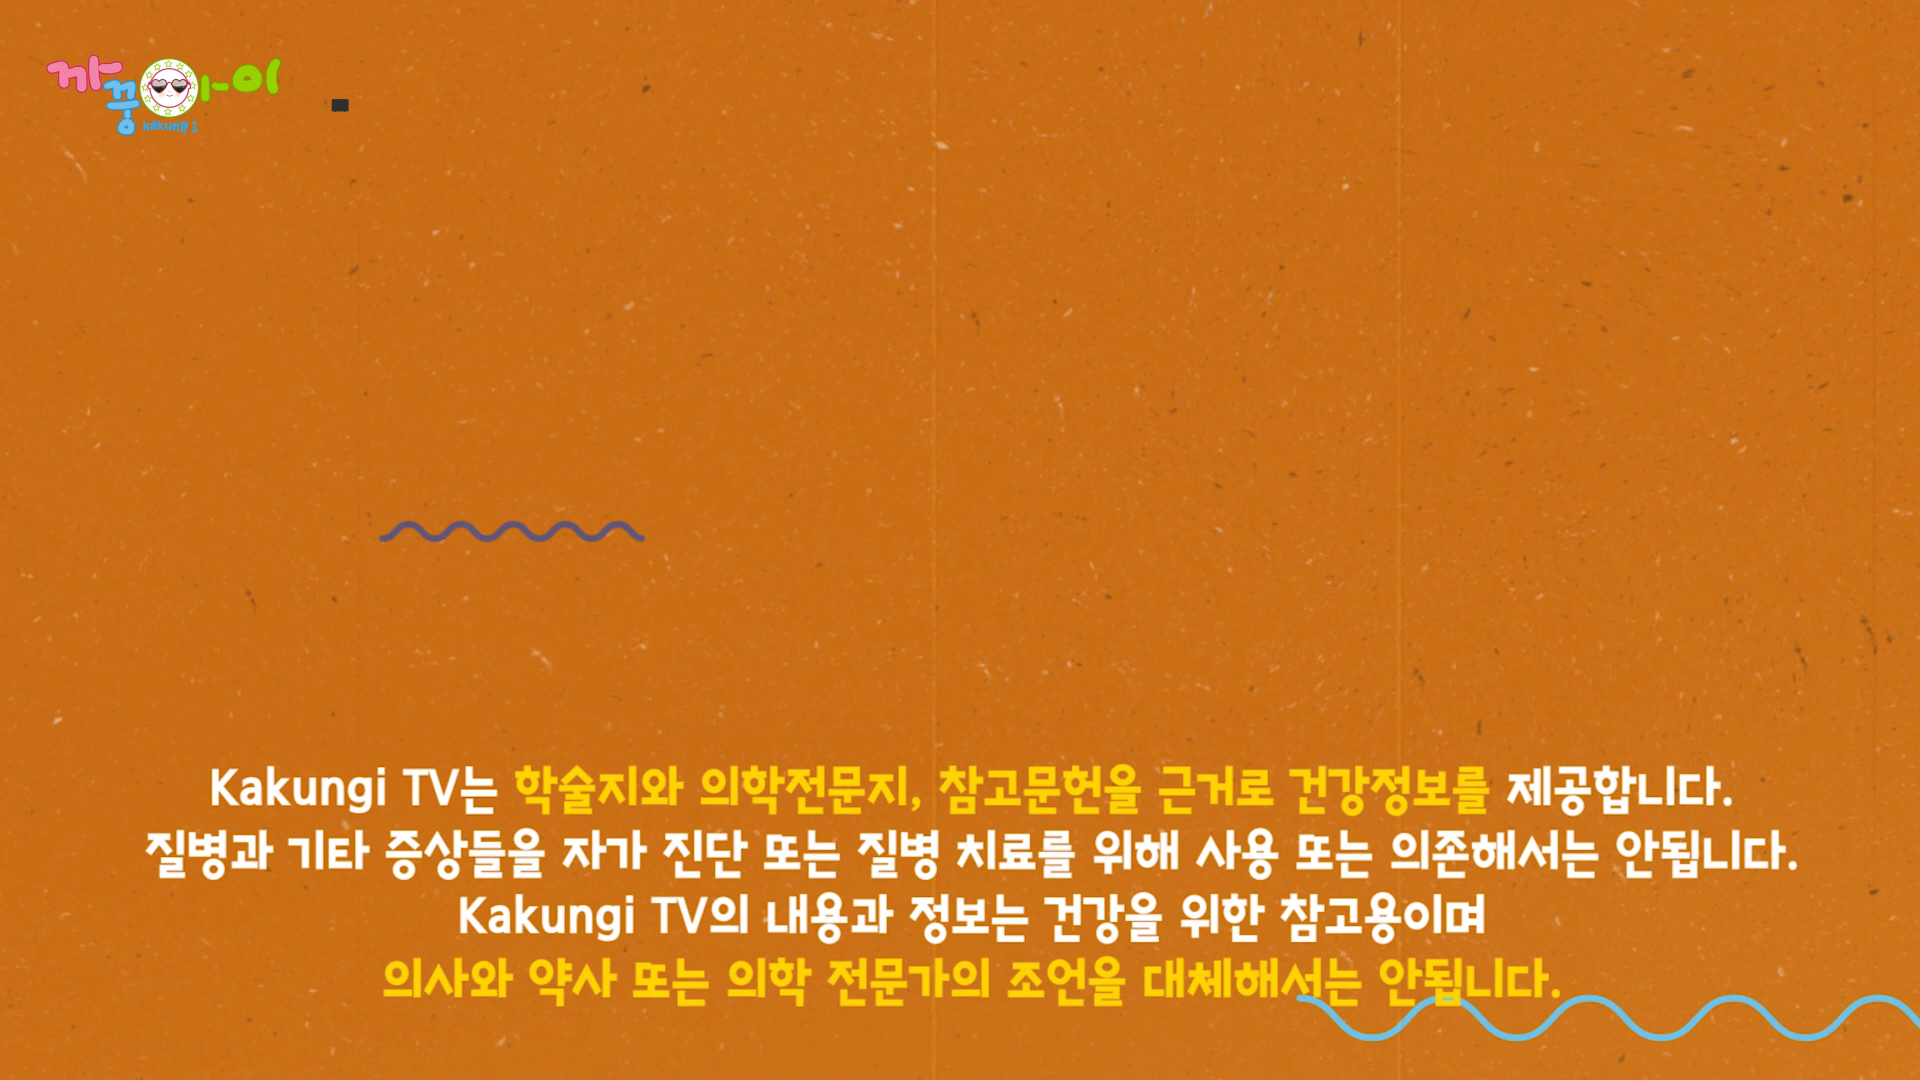 까꿍아이
kakung i
Kakungi TV는 학술지와 의학전문지, 참고문헌을 근거로 건강정보를 제공합니다.
질병과 기타 증상들을 자가 진단 또는 질병 치료를 위해 사용 또는 의존해서는 안됩니다.
Kakungi TV의 내용과 정보는 건강을 위한 참고용이며
의사와 약사 또는 의학 전문가의 조언을 대체해서는 안됩니다.